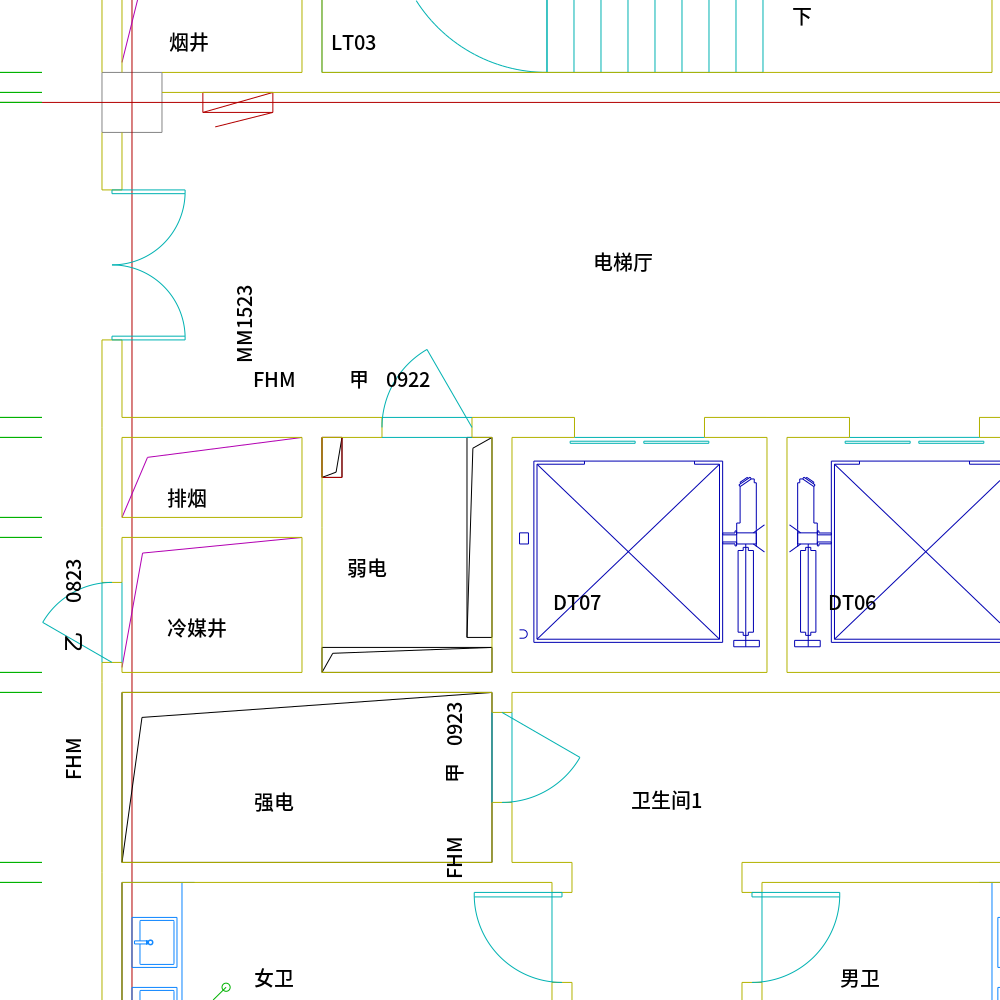 下
烟井
LT03
电梯厅
MM1523
FHM 甲 0922
排烟
弱电
0823
乙
FHM
冷媒井
DT07
DT06
0923
甲
FHM
强电
卫生间1
女卫
男卫